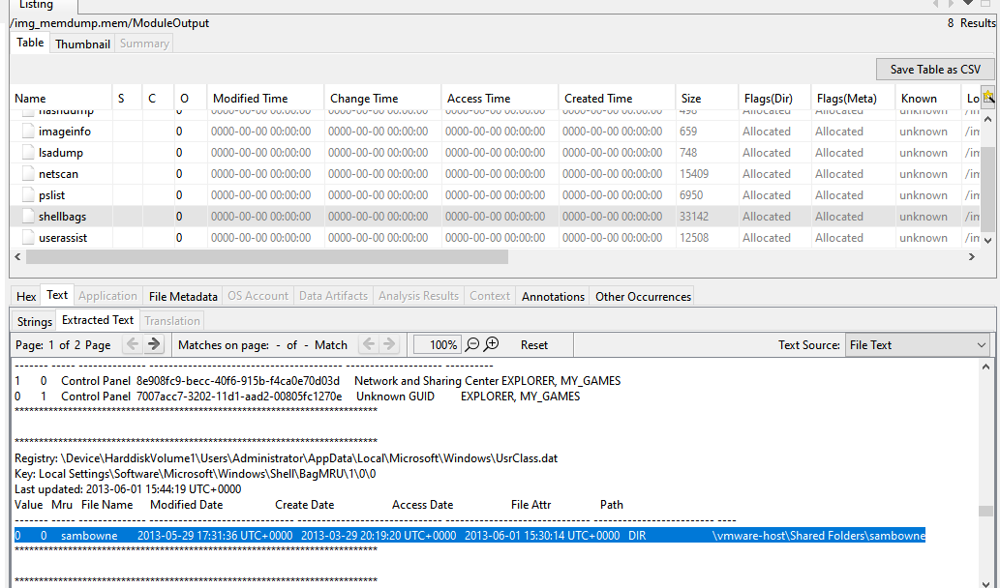 Listing
/img_memdump.mem/ModuleOutput 8 Results
Table Thumbnail Summary
Save Table as CSV
Name S C O Modified Time Change Time Access Time Created Time Size Flags(Dir) Flags(Meta) Known Lo
hashdump 0 0000-00-00 00:00:00 0000-00-00 00:00:00 0000-00-00 00:00:00 0000-00-00 00:00:00 498 Allocated Allocated unknown /im
imageinfo 0 0000-00-00 00:00:00 0000-00-00 00:00:00 0000-00-00 00:00:00 0000-00-00 00:00:00 659 Allocated Allocated unknown /im
lsadump 0 0000-00-00 00:00:00 0000-00-00 00:00:00 0000-00-00 00:00:00 0000-00-00 00:00:00 748 Allocated Allocated unknown /im
netscan 0 0000-00-00 00:00:00 0000-00-00 00:00:00 0000-00-00 00:00:00 0000-00-00 00:00:00 15409 Allocated Allocated unknown /im
pslist 0 0000-00-00 00:00:00 0000-00-00 00:00:00 0000-00-00 00:00:00 0000-00-00 00:00:00 6950 Allocated Allocated unknown /im
shellbags 0 0000-00-00 00:00:00 0000-00-00 00:00:00 0000-00-00 00:00:00 0000-00-00 00:00:00 33142 Allocated Allocated unknown /im
userassist 0 0000-00-00 00:00:00 0000-00-00 00:00:00 0000-00-00 00:00:00 0000-00-00 00:00:00 12508 Allocated Allocated unknown /im
Hex Text Application File Metadata OS Account Data Artifacts Analysis Results Context Annotations Other Occurrences
Strings Extracted Text Translation
Page: 1 of 2 Page Matches on page: - of - Match 100% Reset Text Source: File Text
------- ----- -------------- ---------------------------------------- -------------------- ----------
1 0 Control Panel 8e908fc9-becc-40f6-915b-f4ca0e70d03d Network and Sharing Center EXPLORER, MY_GAMES
0 1 Control Panel 7007acc7-3202-11d1-aad2-00805fc1270e Unknown GUID EXPLORER, MY_GAMES
***************************************************************************
***************************************************************************
Registry: \Device\HarddiskVolume1\Users\Administrator\AppData\Local\Microsoft\Windows\UsrClass.dat
Key: Local Settings\Software\Microsoft\Windows\Shell\BagMRU\1\0\0
Last updated: 2013-06-01 15:44:19 UTC+0000
Value Mru File Name Modified Date Create Date Access Date File Attr Path
------- ----- -------------- ------------------------------ ------------------------------ ------------------------------ ------------------------- ----
0 0 sambowne 2013-05-29 17:31:36 UTC+0000 2013-03-29 20:19:20 UTC+0000 2013-06-01 15:30:14 UTC+0000 DIR \vmware-host\Shared Folders\sambowne
***************************************************************************
***************************************************************************